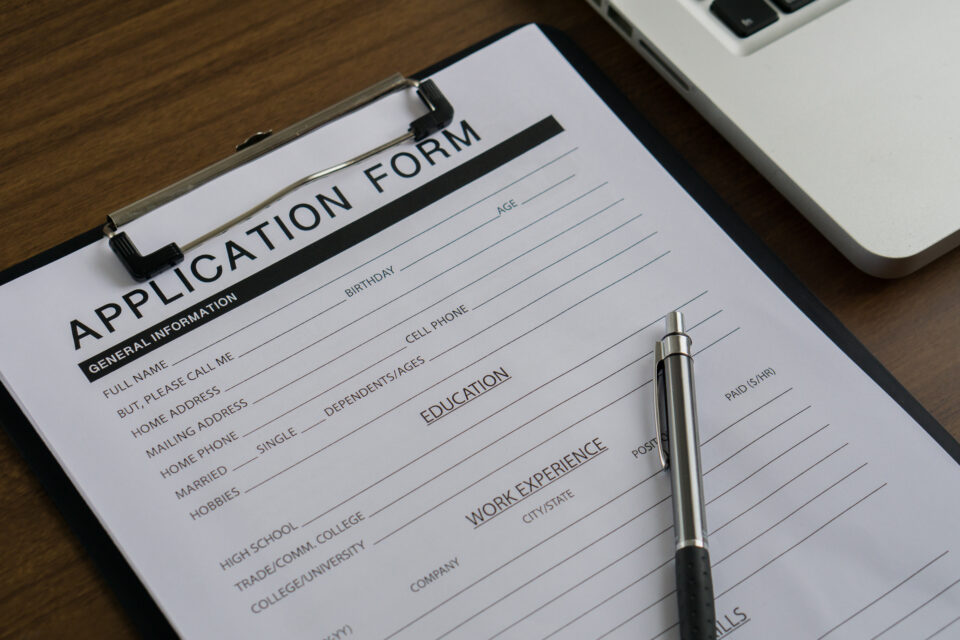 APPLICATION FORM
GENERAL INFORMATION
FULL NAME
BUT, PLEASE CALL ME BIRTHDAY AGE
HOME ADDRESS
MAILING ADDRESS
HOME PHONE CELL PHONE
MARRIED SINGLE DEPENDENTS/AGES
HOBBIES
EDUCATION
HIGH SCHOOL
TRADE/COMM. COLLEGE
COLLEGE/UNIVERSITY
WORK EXPERIENCE
COMPANY CITY/STATE PAID ($/HR)